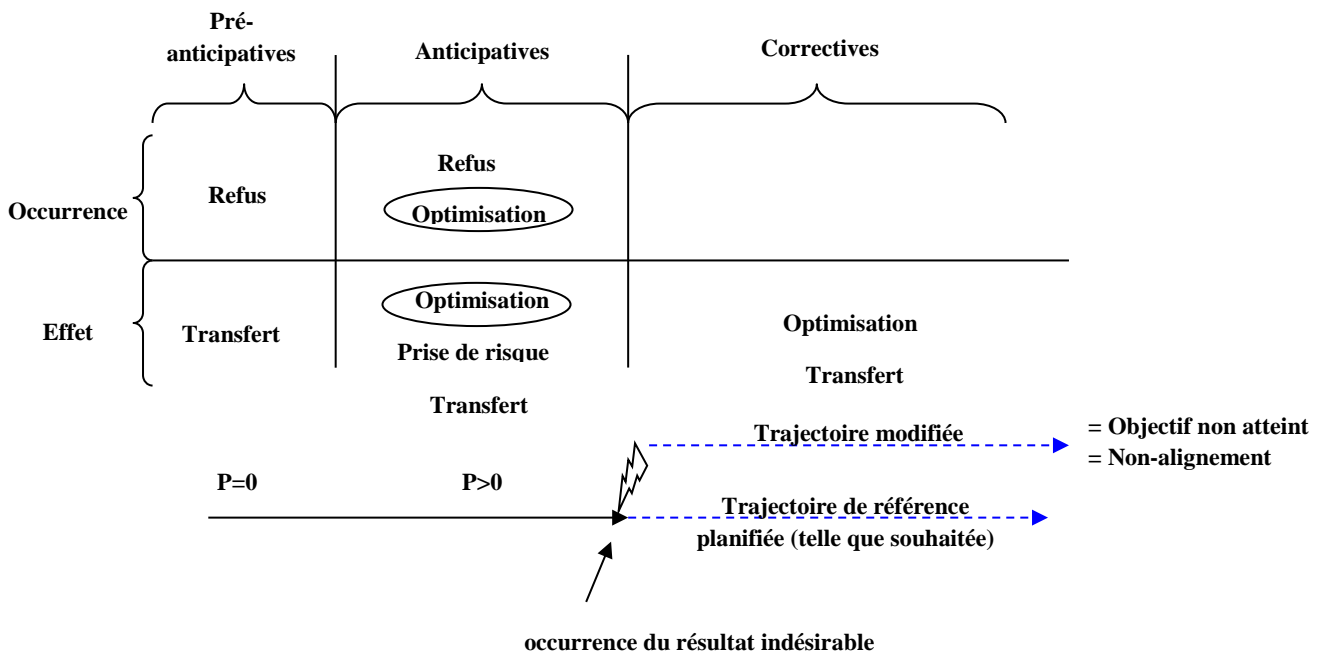 Pré-
anticipatives
Anticipatives
Correctives
Occurrence
Refus
Refus
Optimisation
Effet
Transfert
Optimisation
Prise de risque
Transfert
Optimisation
Transfert
P=0
P>0
Trajectoire modifiée
= Objectif non atteint
= Non-alignement
Trajectoire de référence
planifiée (telle que souhaitée)
occurrence du résultat indésirable